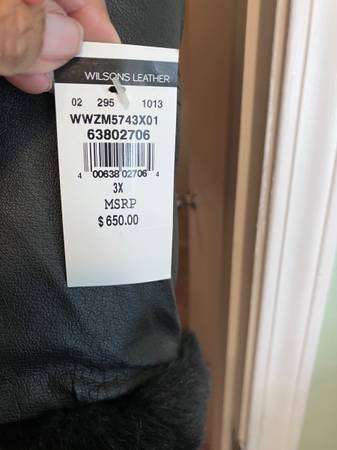 WILSONS LEATHER
02 295 1013
WWZM5743X01
63802706
4 00638 02706 4
3X
MSRP
$650.00